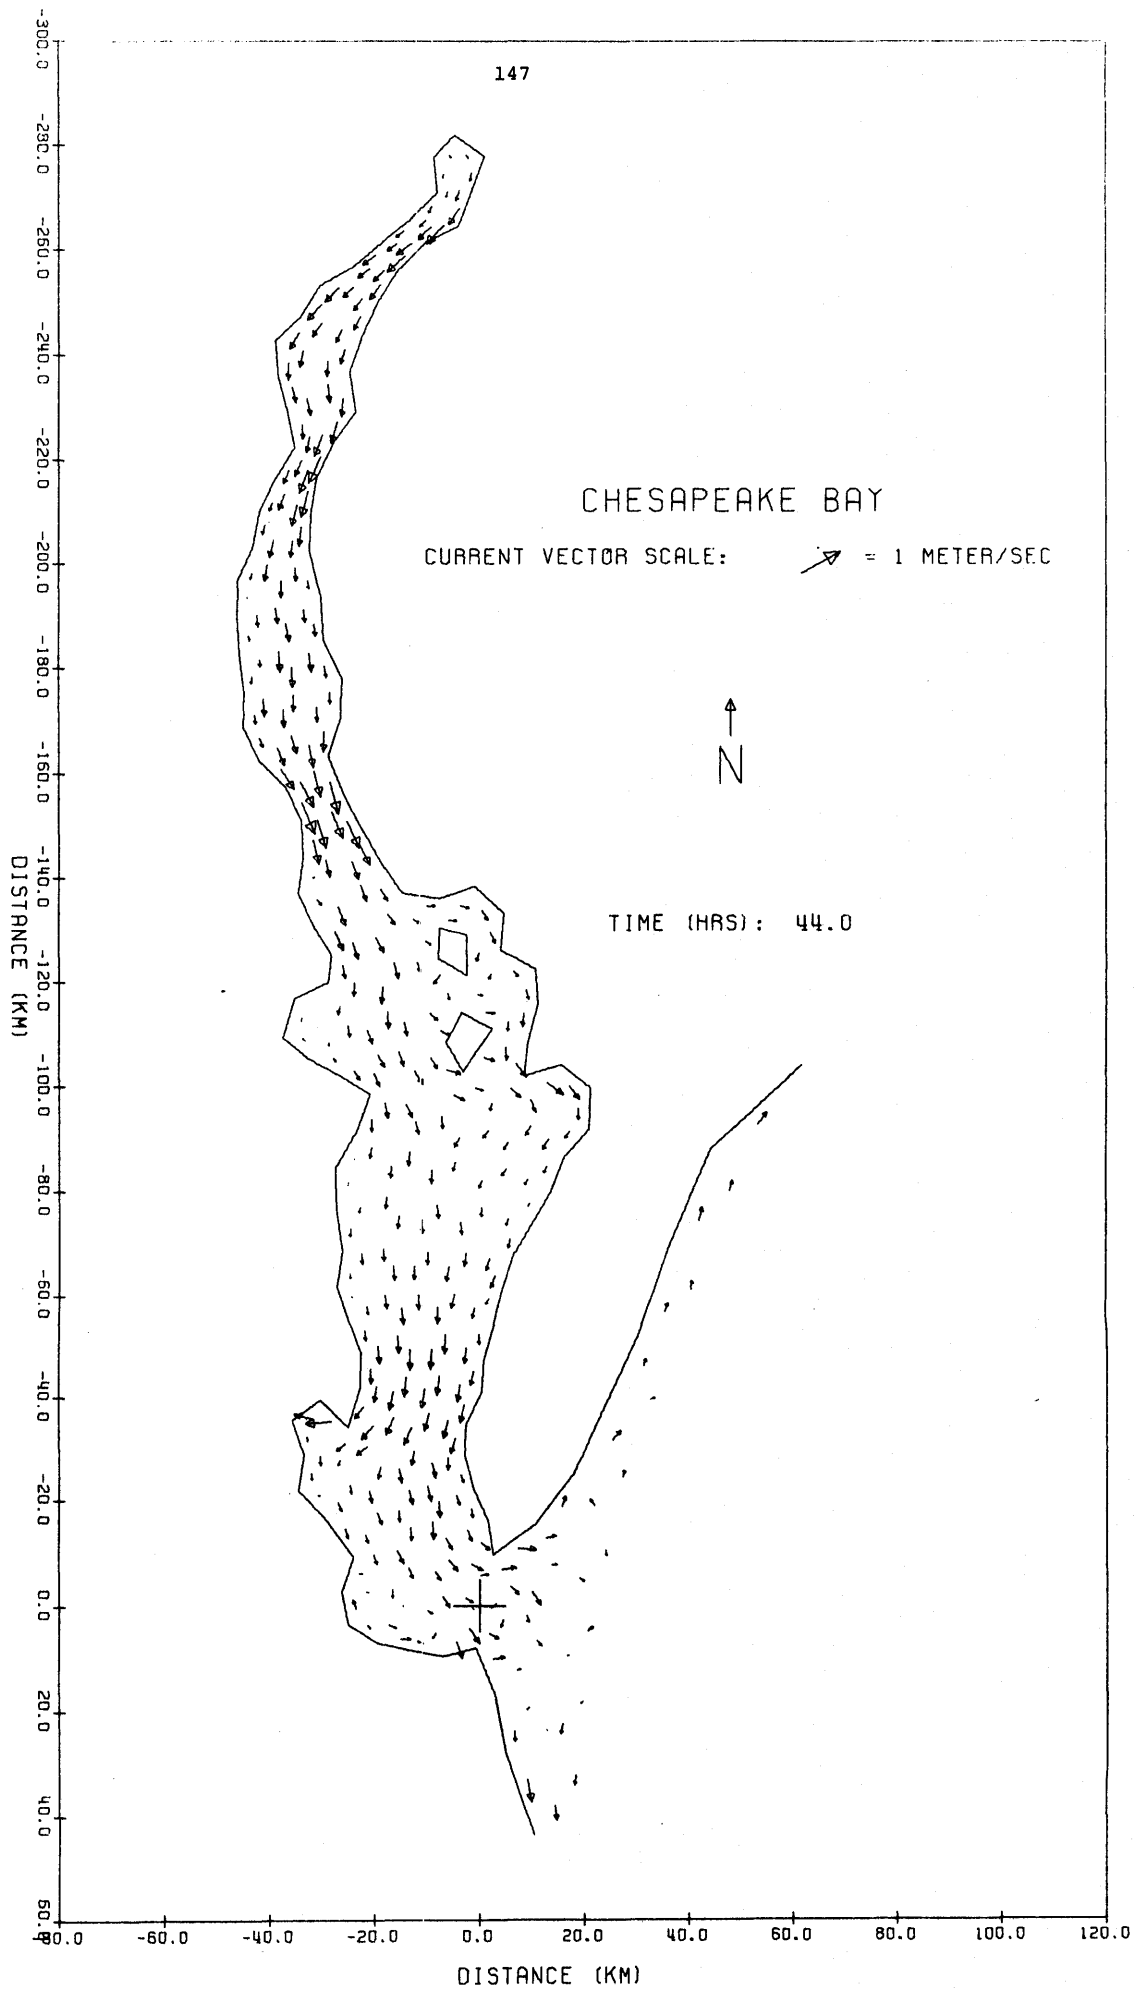 147
CHESAPEAKE BAY
CURRENT VECTOR SCALE: = 1 METER/SEC
N
TIME (HRS): 44.0
-300.0
-280.0
-260.0
-240.0
-220.0
-200.0
-180.0
-160.0
-140.0
-120.0
-100.0
-80.0
-60.0
-40.0
-20.0
0.0
20.0
40.0
60.0
DISTANCE (KM)
-80.0 -60.0 -40.0 -20.0 0.0 20.0 40.0 60.0 80.0 100.0 120.0
DISTANCE (KM)